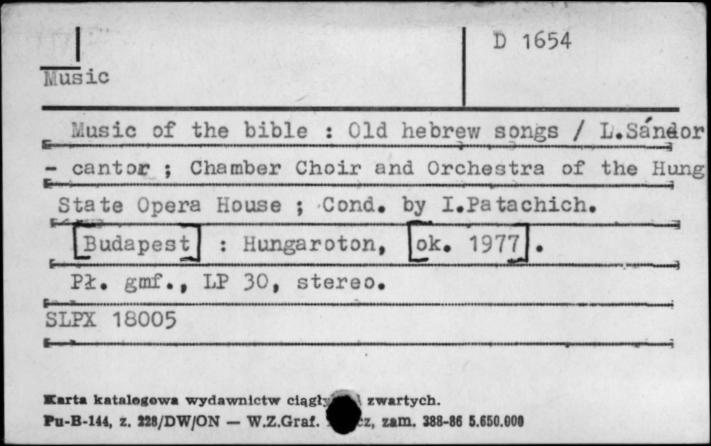 D 1654
Music
Music of the bible : Old hebrew songs / L.Sándor
- cantor ; Chamber Choir and Orchestra of the Hung
State Opera House ; Cond. by I.Patachich.
[Budapest] : Hungaroton, [ok. 1977].
Pł. gmf., LP 30, stereo.
SLPX 18005
Karta katalogowa wydawnictw zwartych.
Pu-B-144, z. 228/DW/ON — W.Z.Graf. zam. 388-86 5.650.000